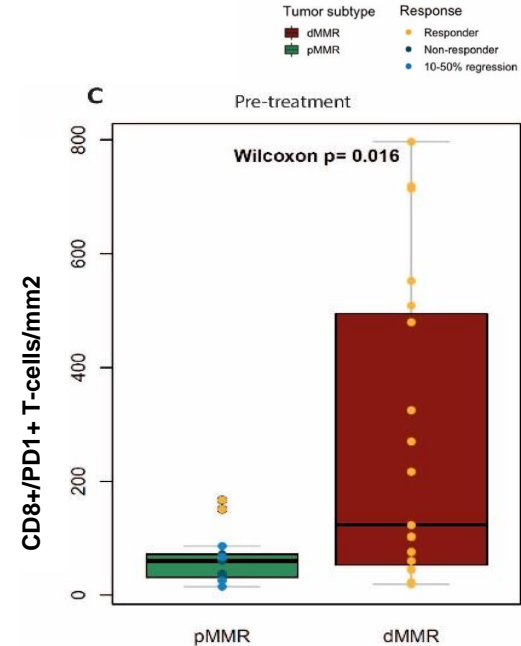 Tumor subtype
dMMR
pMMR
Response
Responder
Non-responder
10-50% regression
C
Pre-treatment
Wilcoxon p= 0.016
CD8+/PD1+ T-cells/mm2
800
600
400
200
0
pMMR
dMMR